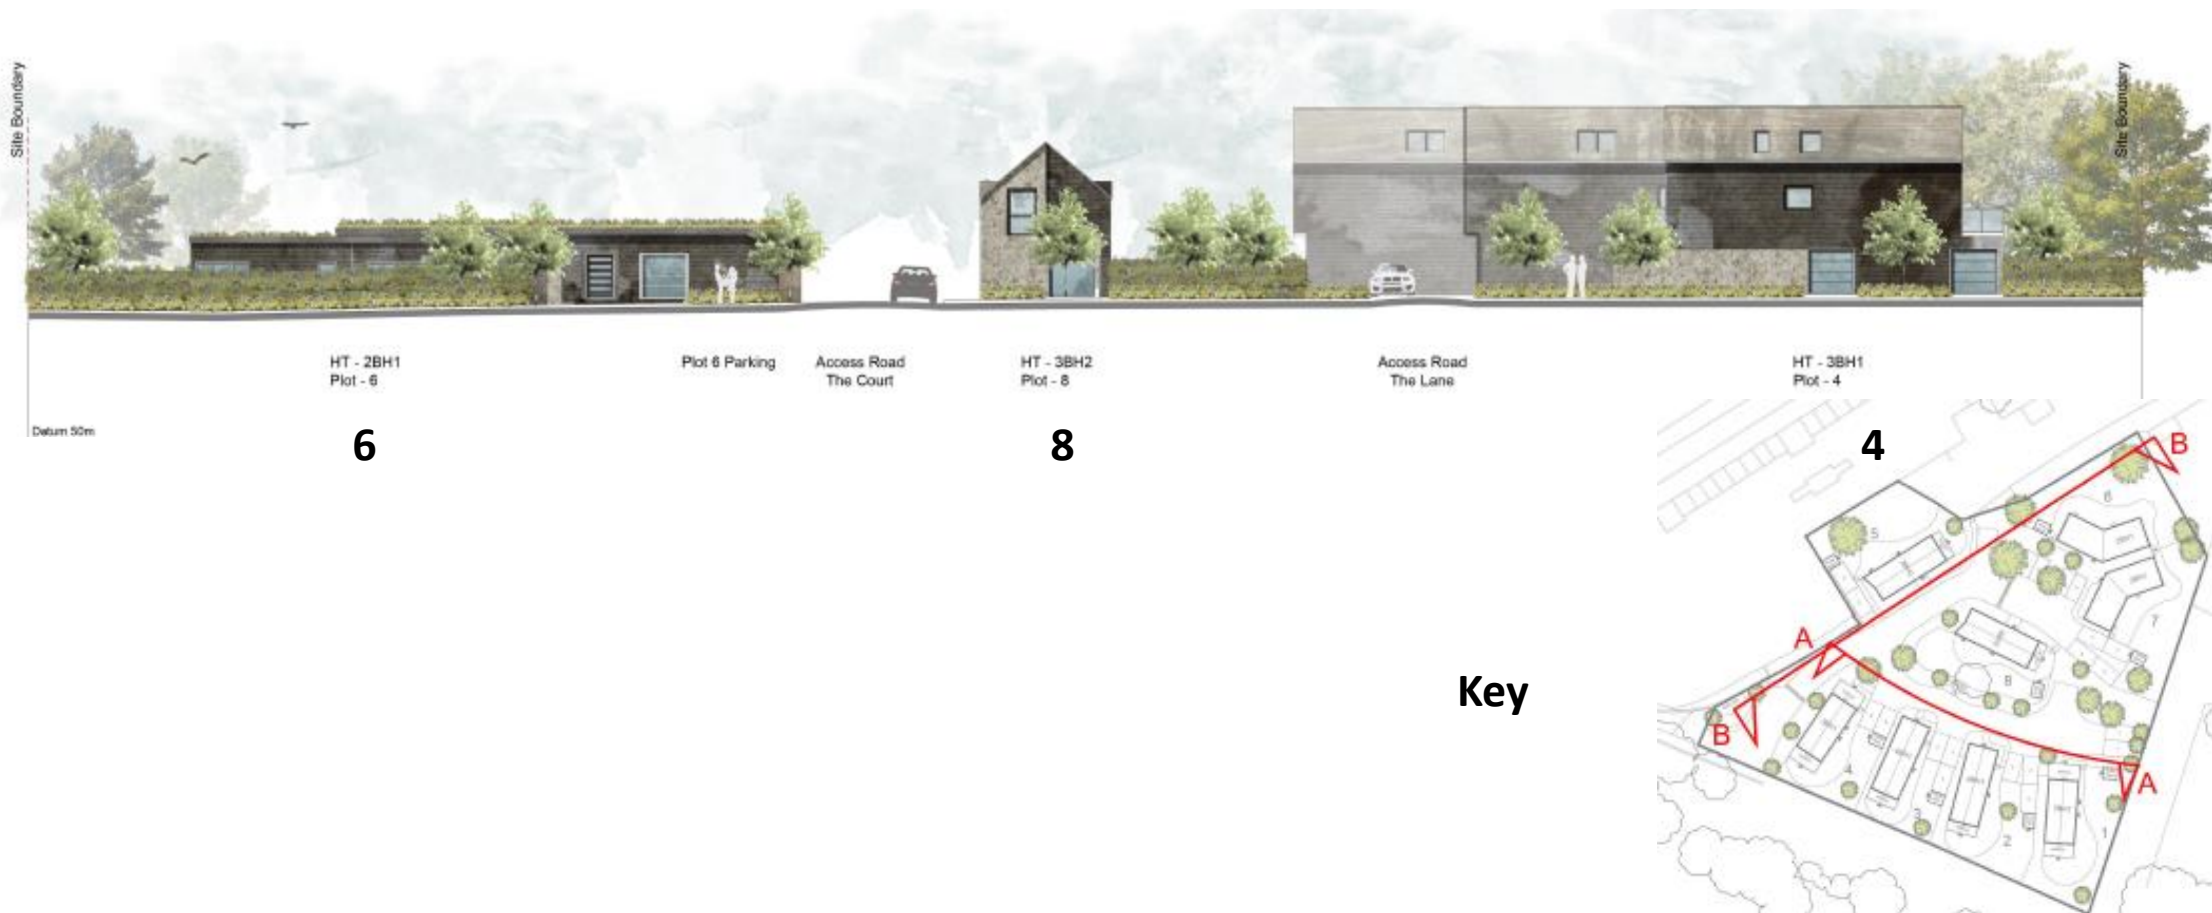 Site Boundary
Site Boundary
HT - 2BH1
Plot - 6
Plot 6 Parking
Access Road
The Court
HT - 3BH2
Plot - 8
Access Road
The Lane
HT - 3BH1
Plot - 4
Datum 50m
6
8
4
Key
B
6
5
7
A
8
B
4
A
3
2
1